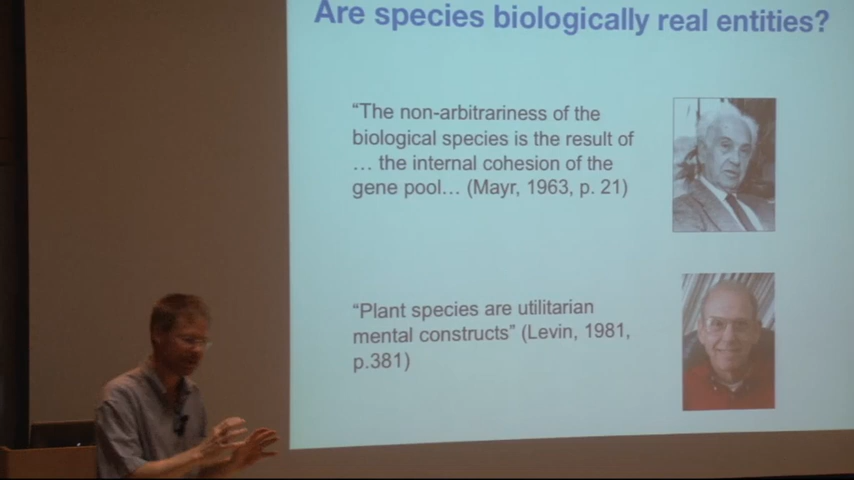 Are species biologically real entities?
“The non-arbitrariness of the
biological species is the result of
… the internal cohesion of the
gene pool… (Mayr, 1963, p. 21)
“Plant species are utilitarian
mental constructs” (Levin, 1981,
p.381)